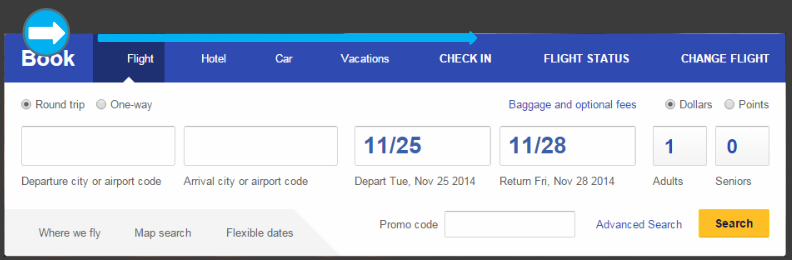 Book Flight Hotel Car Vacations CHECK IN FLIGHT STATUS CHANGE FLIGHT
Round trip One-way Baggage and optional fees Dollars Points
11/25 11/28 1 0
Departure city or airport code Arrival city or airport code Depart Tue, Nov 25 2014 Return Fri, Nov 28 2014 Adults Seniors
Promo code Advanced Search Search
Where we fly Map search Flexible dates